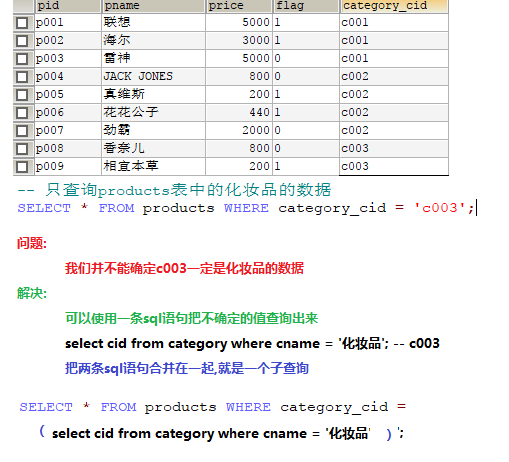 pid pname price flag category_cid
p001 联想 5000 1 c001
p002 海尔 3000 1 c001
p003 雷神 5000 0 c001
p004 JACK JONES 800 0 c002
p005 真维斯 200 1 c002
p006 花花公子 440 1 c002
p007 劲霸 2000 0 c002
p008 香奈儿 800 0 c003
p009 相宜本草 200 1 c003
-- 只查询products表中的化妆品的数据
SELECT * FROM products WHERE category_cid = 'c003';
问题:
我们并不能确定c003一定是化妆品的数据
解决:
可以使用一条sql语句把不确定的值查询出来
select cid from category where cname = '化妆品'; -- c003
把两条sql语句合并在一起,就是一个子查询
SELECT * FROM products WHERE category_cid =
( select cid from category where cname = '化妆品' ) ';